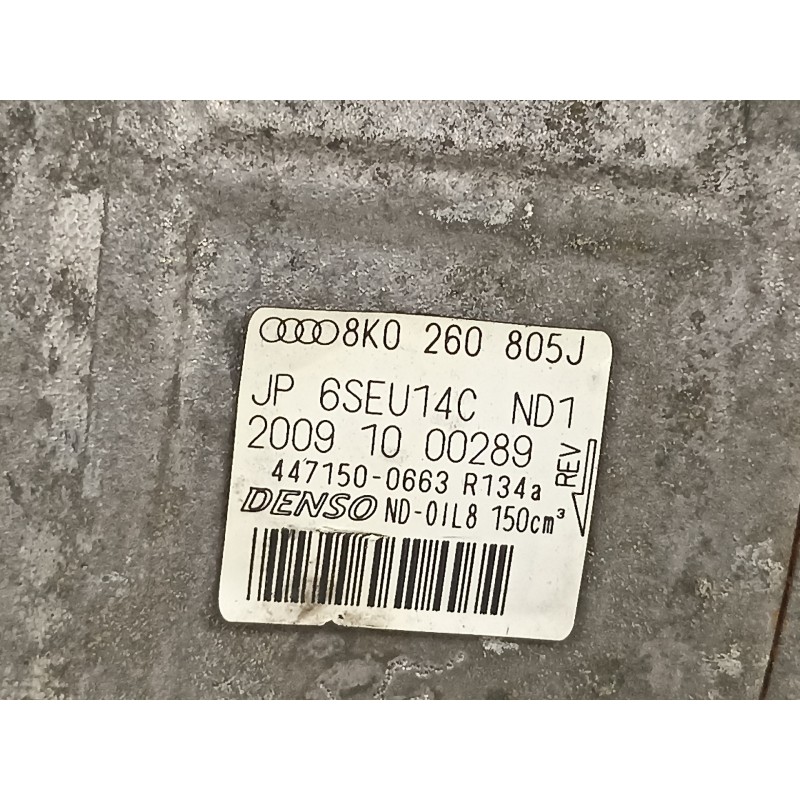 8K0 260 805J
JP 6SEU14C ND1
2009 10 00289
REV
447150-0663 R134a
DENSO ND-OIL8 150cm³